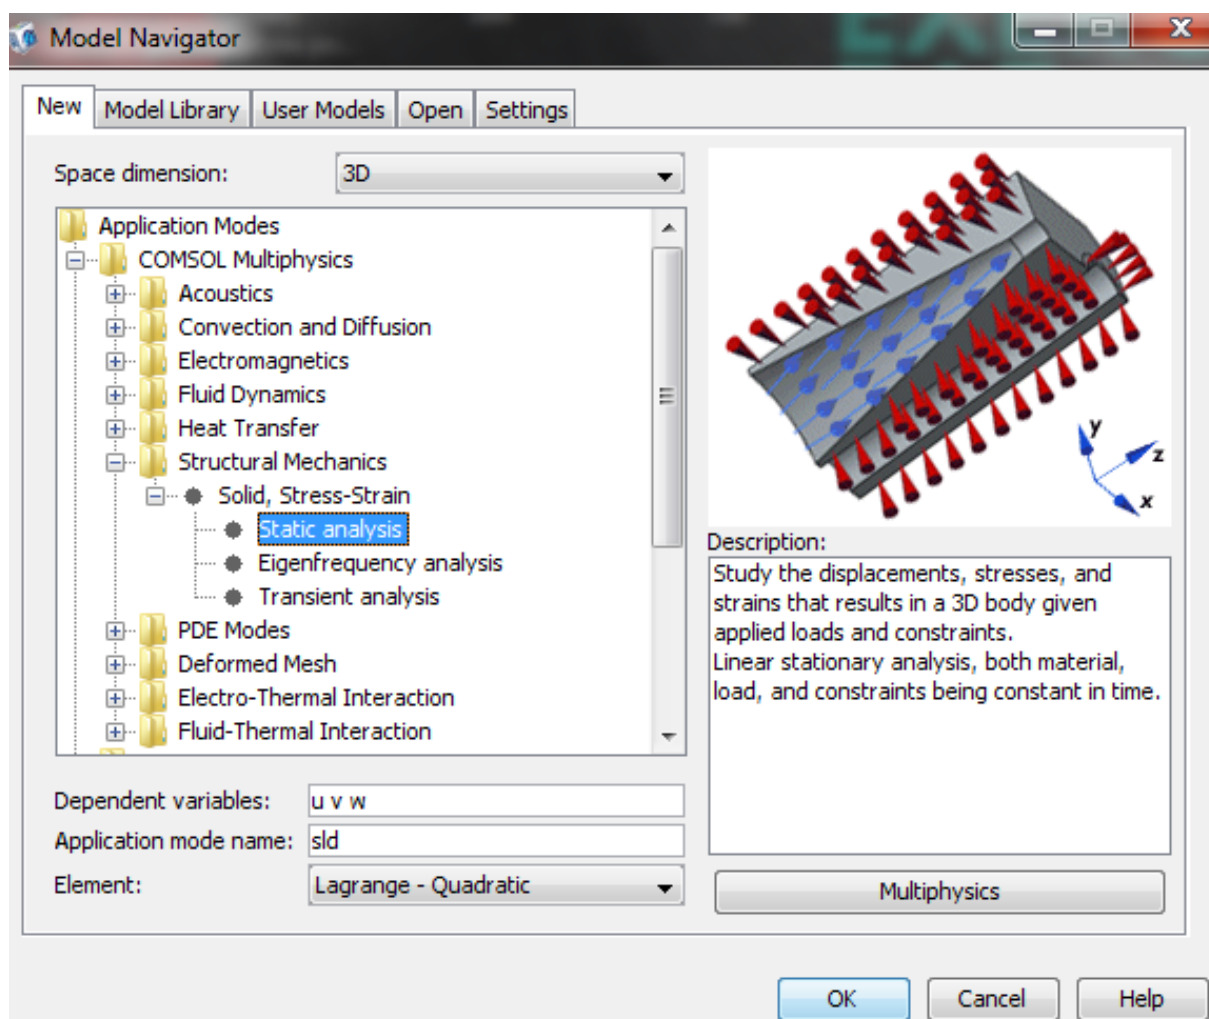 Model Navigator
New Model Library User Models Open Settings
Space dimension: 3D
Application Modes
COMSOL Multiphysics
Acoustics
Convection and Diffusion
Electromagnetics
Fluid Dynamics
Heat Transfer
Structural Mechanics
Solid, Stress-Strain
Static analysis
Eigenfrequency analysis
Transient analysis
PDE Modes
Deformed Mesh
Electro-Thermal Interaction
Fluid-Thermal Interaction
Dependent variables: u v w
Application mode name: sld
Element: Lagrange - Quadratic
y
z
x
Description:
Study the displacements, stresses, and
strains that results in a 3D body given
applied loads and constraints.
Linear stationary analysis, both material,
load, and constraints being constant in time.
Multiphysics
OK Cancel Help